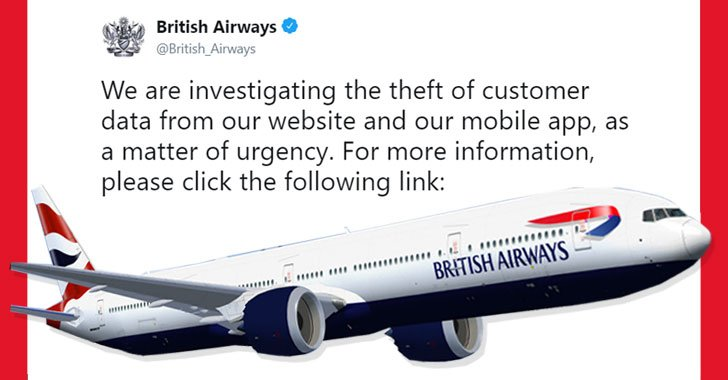 British Airways
@British_Airways
We are investigating the theft of customer
data from our website and our mobile app, as
a matter of urgency. For more information,
please click the following link:
BRITISH AIRWAYS